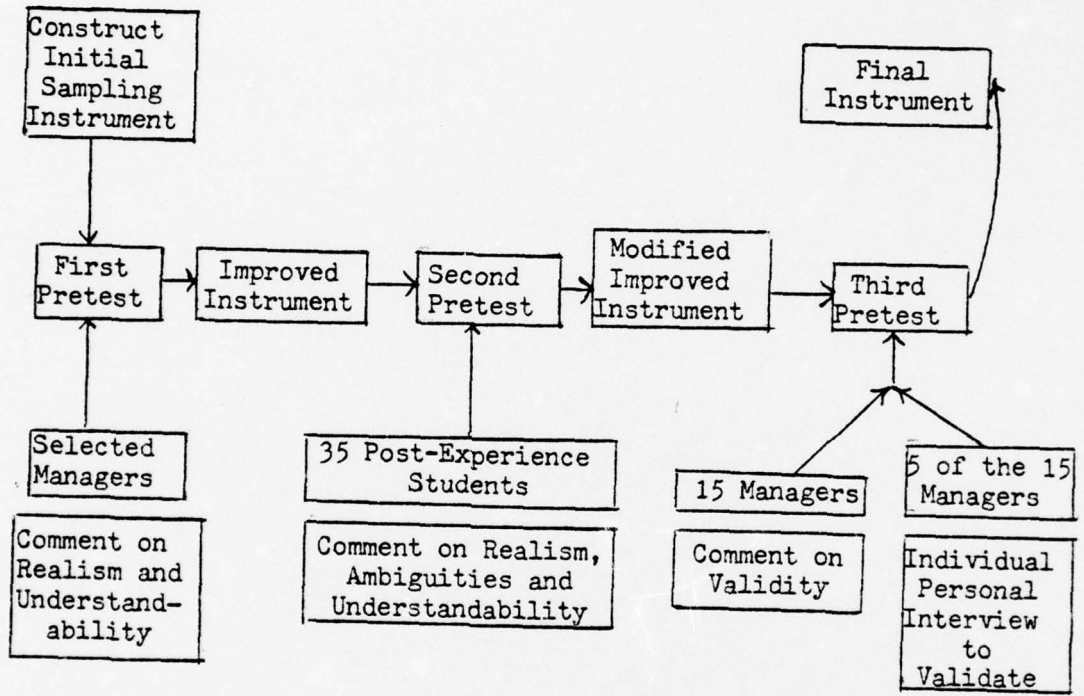 Construct
Initial
Sampling
Instrument
Final
Instrument
First
Pretest
Improved
Instrument
Second
Pretest
Modified
Improved
Instrument
Third
Pretest
Selected
Managers
35 Post-Experience
Students
15 Managers
5 of the 15
Managers
Comment on
Realism and
Understand-
ability
Comment on Realism,
Ambiguities and
Understandability
Comment on
Validity
Individual
Personal
Interview
to
Validate